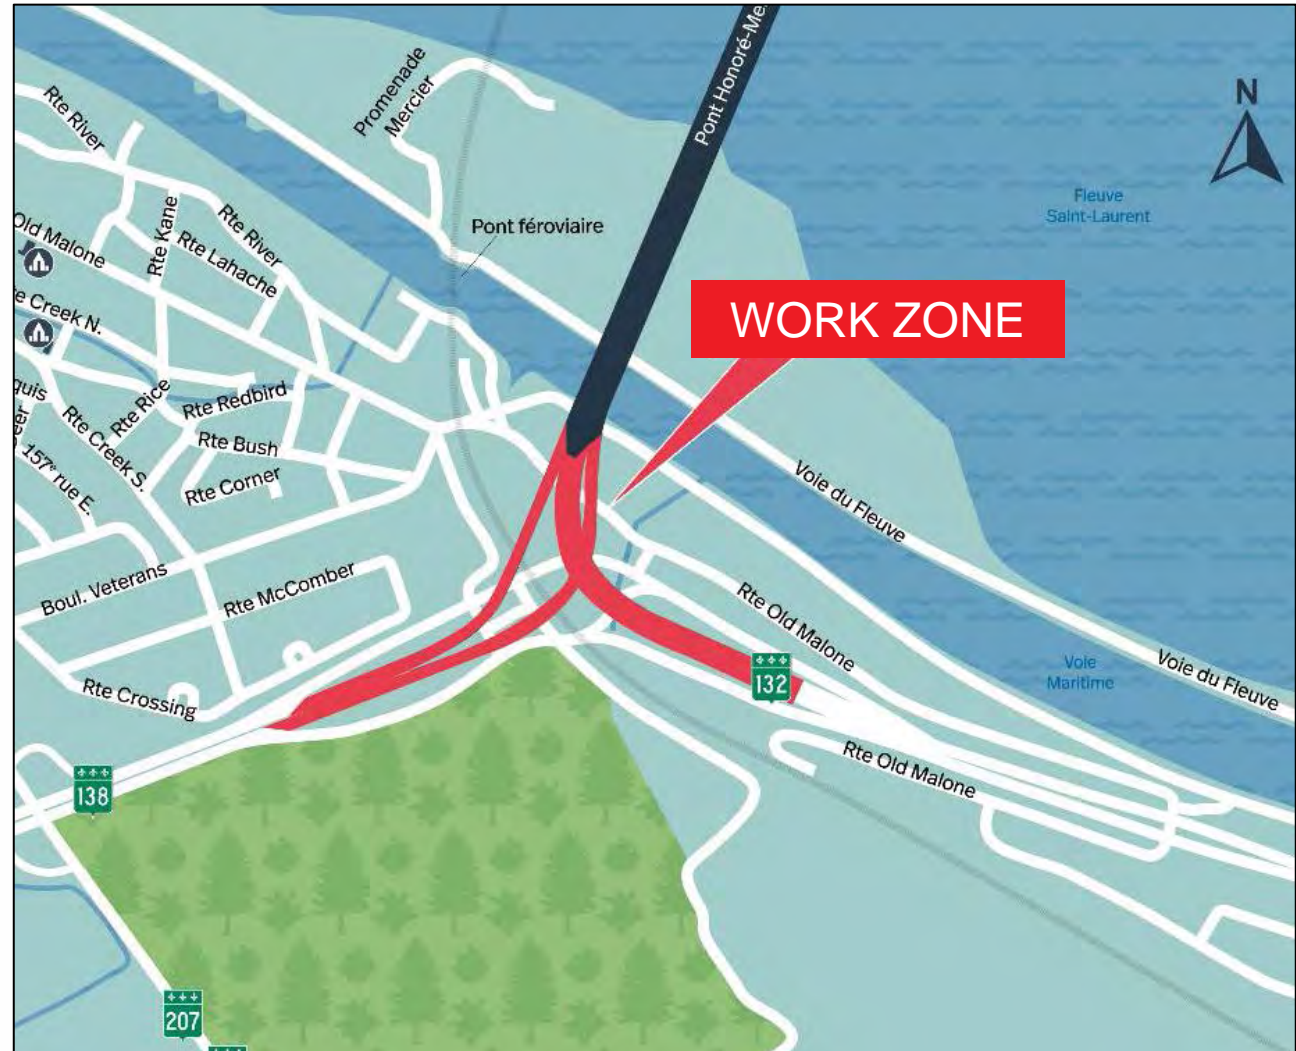 Promenade
Mercier
Pont Honoré-Me
N
Rte River
Fleuve
Saint-Laurent
Rte Kane
Rte River
Pont féroviaire
Old Malone
Rte Lahache
WORK ZONE
e Creek N.
quis
Rte Rice
Rte Redbird
Rte Creek S.
Rte Bush
157e rue E.
Rte Corner
Voie du Fleuve
Boul. Veterans
Rte McComber
Rte Old Malone
Voie
Maritime
Voie du Fleuve
Rte Crossing
132
Rte Old Malone
138
207